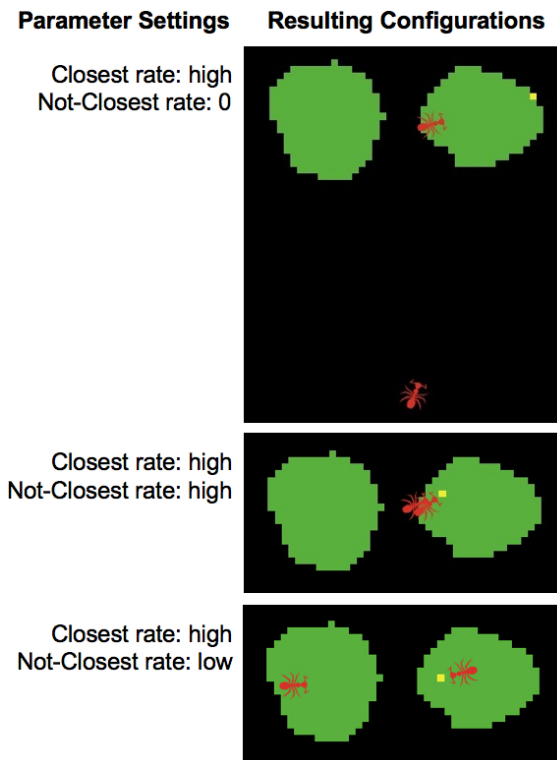 Parameter Settings
Resulting Configurations
Closest rate: high
Not-Closest rate: 0
Closest rate: high
Not-Closest rate: high
Closest rate: high
Not-Closest rate: low